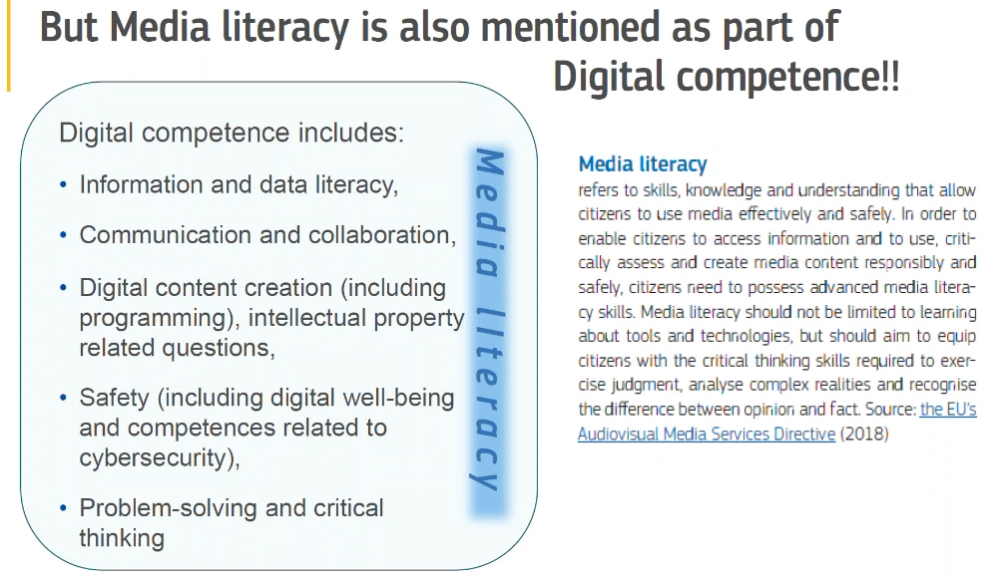 But Media literacy is also mentioned as part of
Digital competence!!
Digital competence includes:
• Information and data literacy,
• Communication and collaboration,
• Digital content creation (including
programming), intellectual property
related questions,
• Safety (including digital well-being
and competences related to
cybersecurity),
• Problem-solving and critical
thinking
Media lIteracy
Media literacy
refers to skills, knowledge and understanding that allow
citizens to use media effectively and safely. In order to
enable citizens to access information and to use, criti-
cally assess and create media content responsibly and
safely, citizens need to possess advanced media litera-
cy skills. Media literacy should not be limited to learning
about tools and technologies, but should aim to equip
citizens with the critical thinking skills required to exer-
cise judgment, analyse complex realities and recognise
the difference between opinion and fact. Source: the EU's
Audiovisual Media Services Directive (2018)